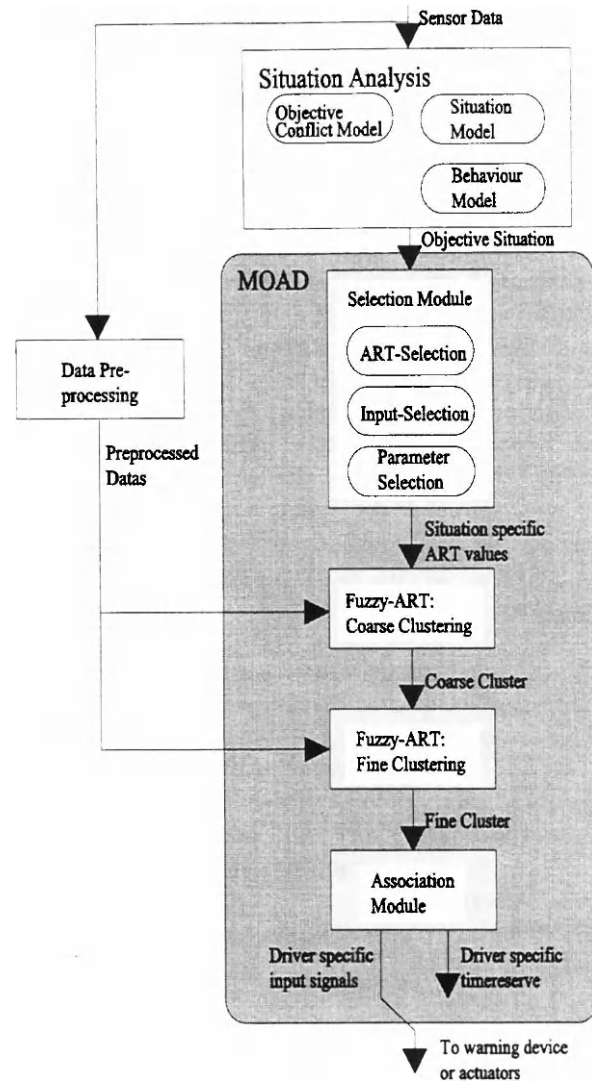 Sensor Data
Situation Analysis
Objective
Conflict Model
Situation
Model
Behaviour
Model
Objective Situation
MOAD
Selection Module
ART-Selection
Input-Selection
Parameter
Selection
Data Pre-
processing
Preprocessed
Datas
Situation specific
ART values
Fuzzy-ART:
Coarse Clustering
Coarse Cluster
Fuzzy-ART:
Fine Clustering
Fine Cluster
Association
Module
Driver specific
input signals
Driver specific
timereserve
To warning device
or actuators